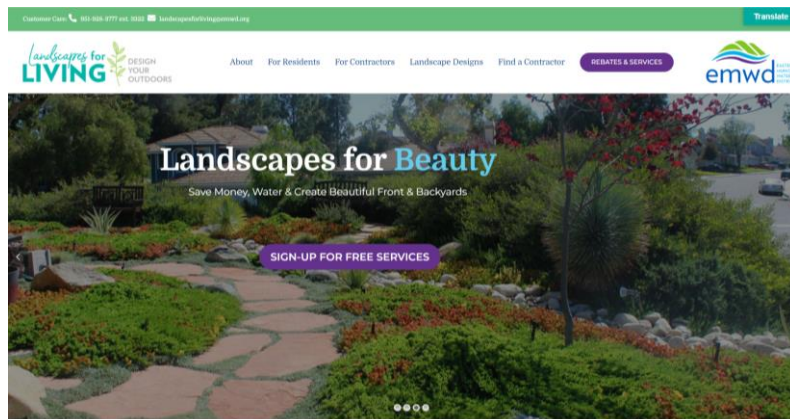 Customer Care: 951-928-3777 ext. 3322 landscapesforliving@emwd.org
Translate
Landscapes for
LIVING
DESIGN
YOUR
OUTDOORS
About For Residents For Contractors Landscape Designs Find a Contractor REBATES & SERVICES
emwd
Landscapes for Beauty
Save Money, Water & Create Beautiful Front & Backyards
SIGN-UP FOR FREE SERVICES